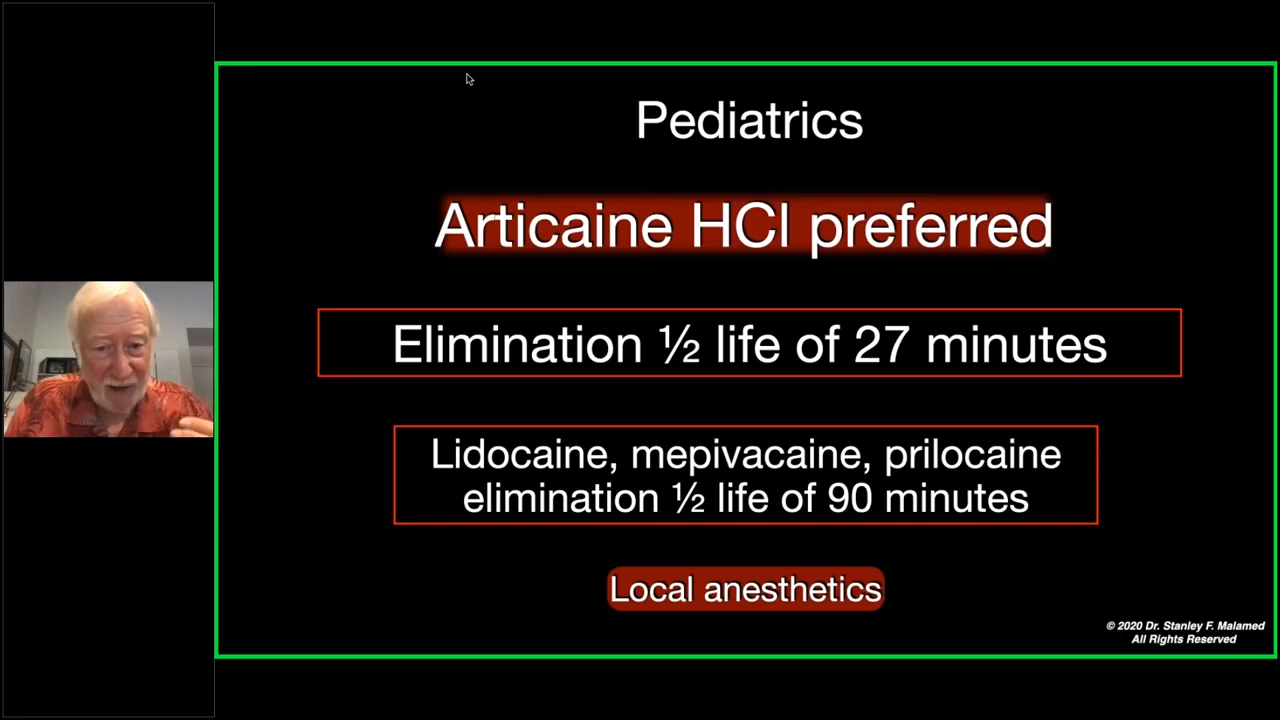 Pediatrics
Articaine HCl preferred
Elimination ½ life of 27 minutes
Lidocaine, mepivacaine, prilocaine
elimination ½ life of 90 minutes
Local anesthetics
© 2020 Dr. Stanley F. Malamed
All Rights Reserved